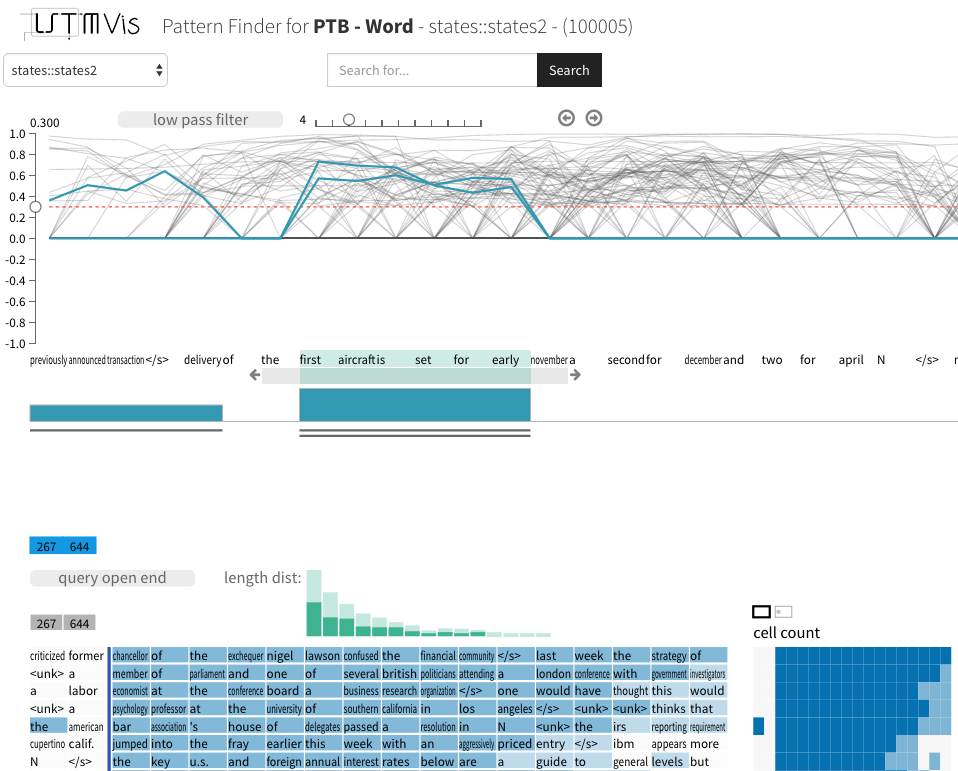 LSTMVis Pattern Finder for PTB - Word - states::states2 - (100005)
states::states2 Search for... Search
0.300 low pass filter 4
1.0
0.8
0.6
0.4
0.2
0.0
-0.2
-0.4
-0.6
-0.8
-1.0
previously announced transaction </s> delivery of the first aircraft is set for early november a second for december and two for april N </s>
267 644
query open end length dist:
267 644
cell count
criticized former chancellor of the exchequer nigel lawson confused the financial community </s> last week the strategy of
<unk> a member of parliament and one of several british politicians attending a london conference with government investigators
a labor economist at the conference board a business research organization </s> one would have thought this would
<unk> a psychology professor at the university of southern california in los angeles </s> <unk> <unk> thinks that
the american bar association 's house of delegates passed a resolution in N <unk> the irs reporting requirement
cupertino calif. jumped into the fray earlier this week with an aggressively priced entry </s> ibm appears more
N </s> the key u.s. and foreign annual interest rates below are a guide to general levels but